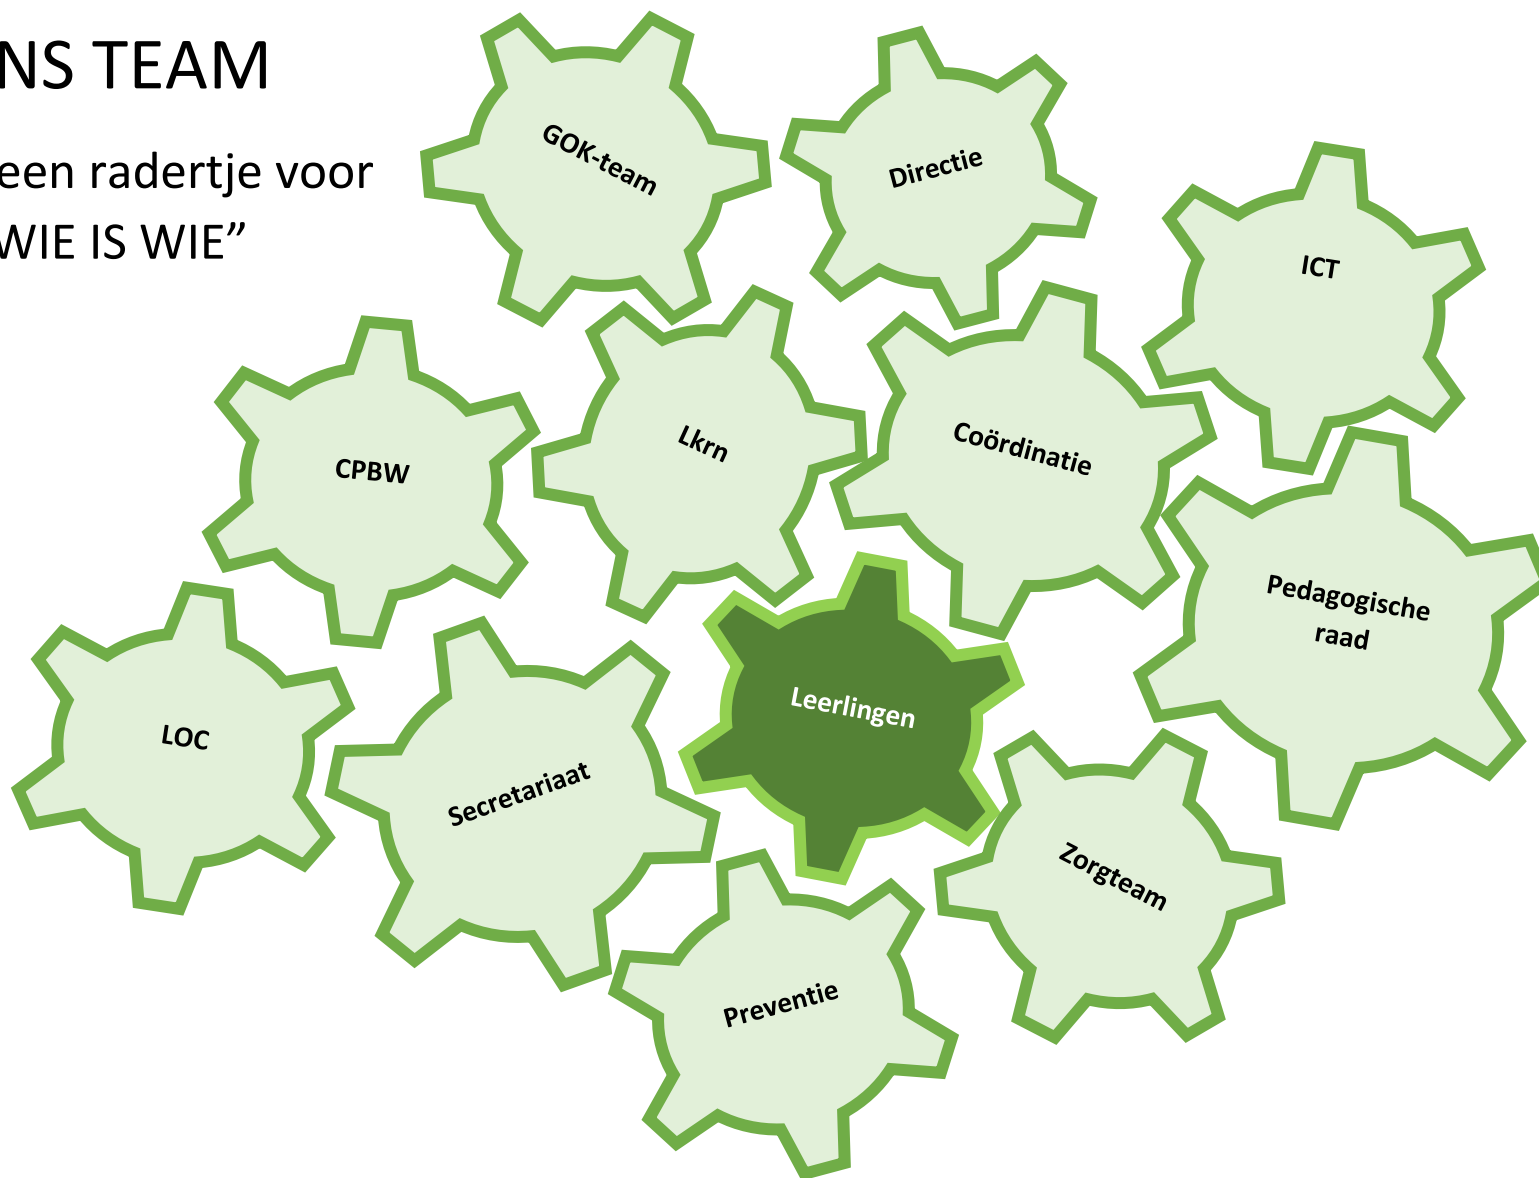 NS TEAM
een radertje voor
WIE IS WIE”
GOK-team
Directie
ICT
CPBW
Lkrn
Coördinatie
Pedagogische
raad
LOC
Secretariaat
Leerlingen
Zorgteam
Preventie